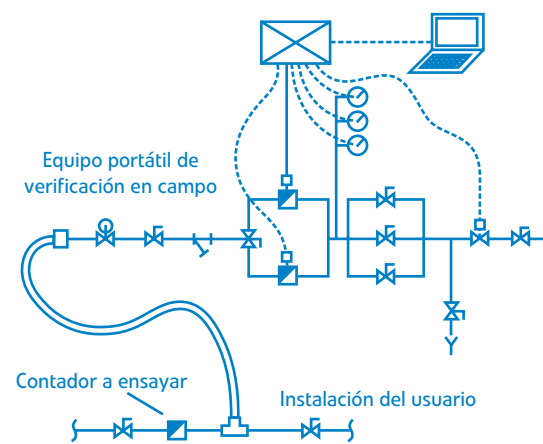 Equipo portátil de
verificación en campo
Contador a ensayar
Instalación del usuario